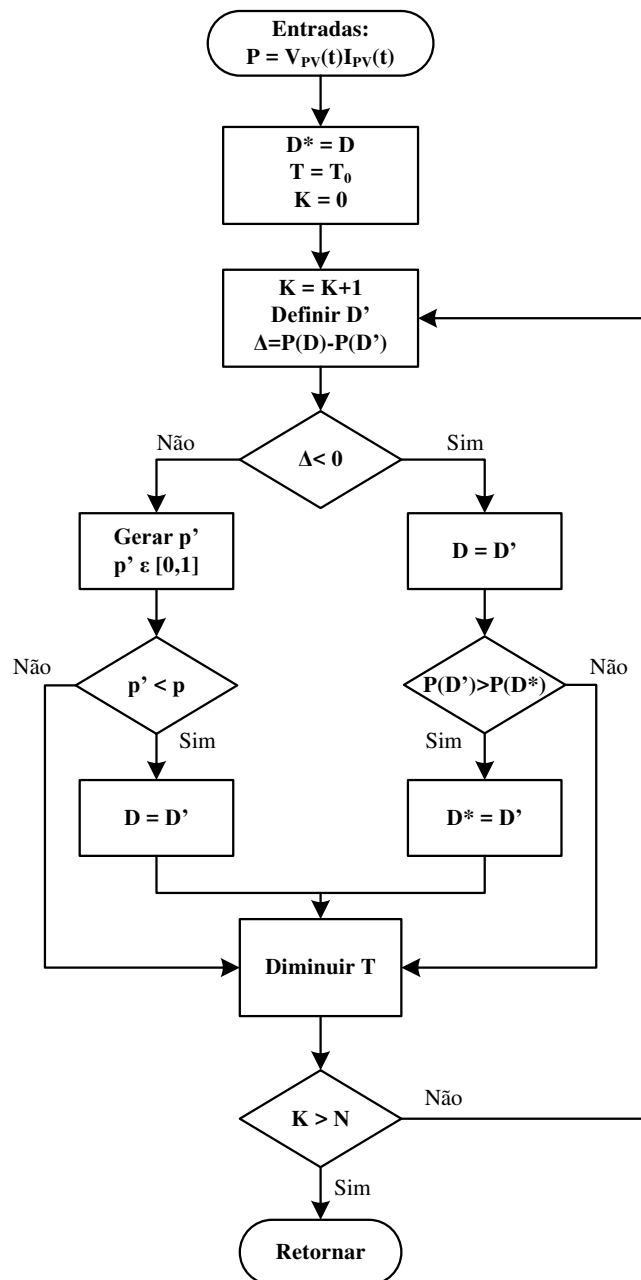 Entradas:
P = V_PV(t)I_PV(t)
D* = D
T = T₀
K = 0
K = K+1
Definir D’
Δ=P(D)-P(D’)
Não
Δ< 0
Sim
Gerar p’
p’ ε [0,1]
D = D’
Não
p’ < p
Sim
P(D’)>P(D*)
Não
Sim
D = D’
D* = D’
Diminuir T
K > N
Não
Sim
Retornar